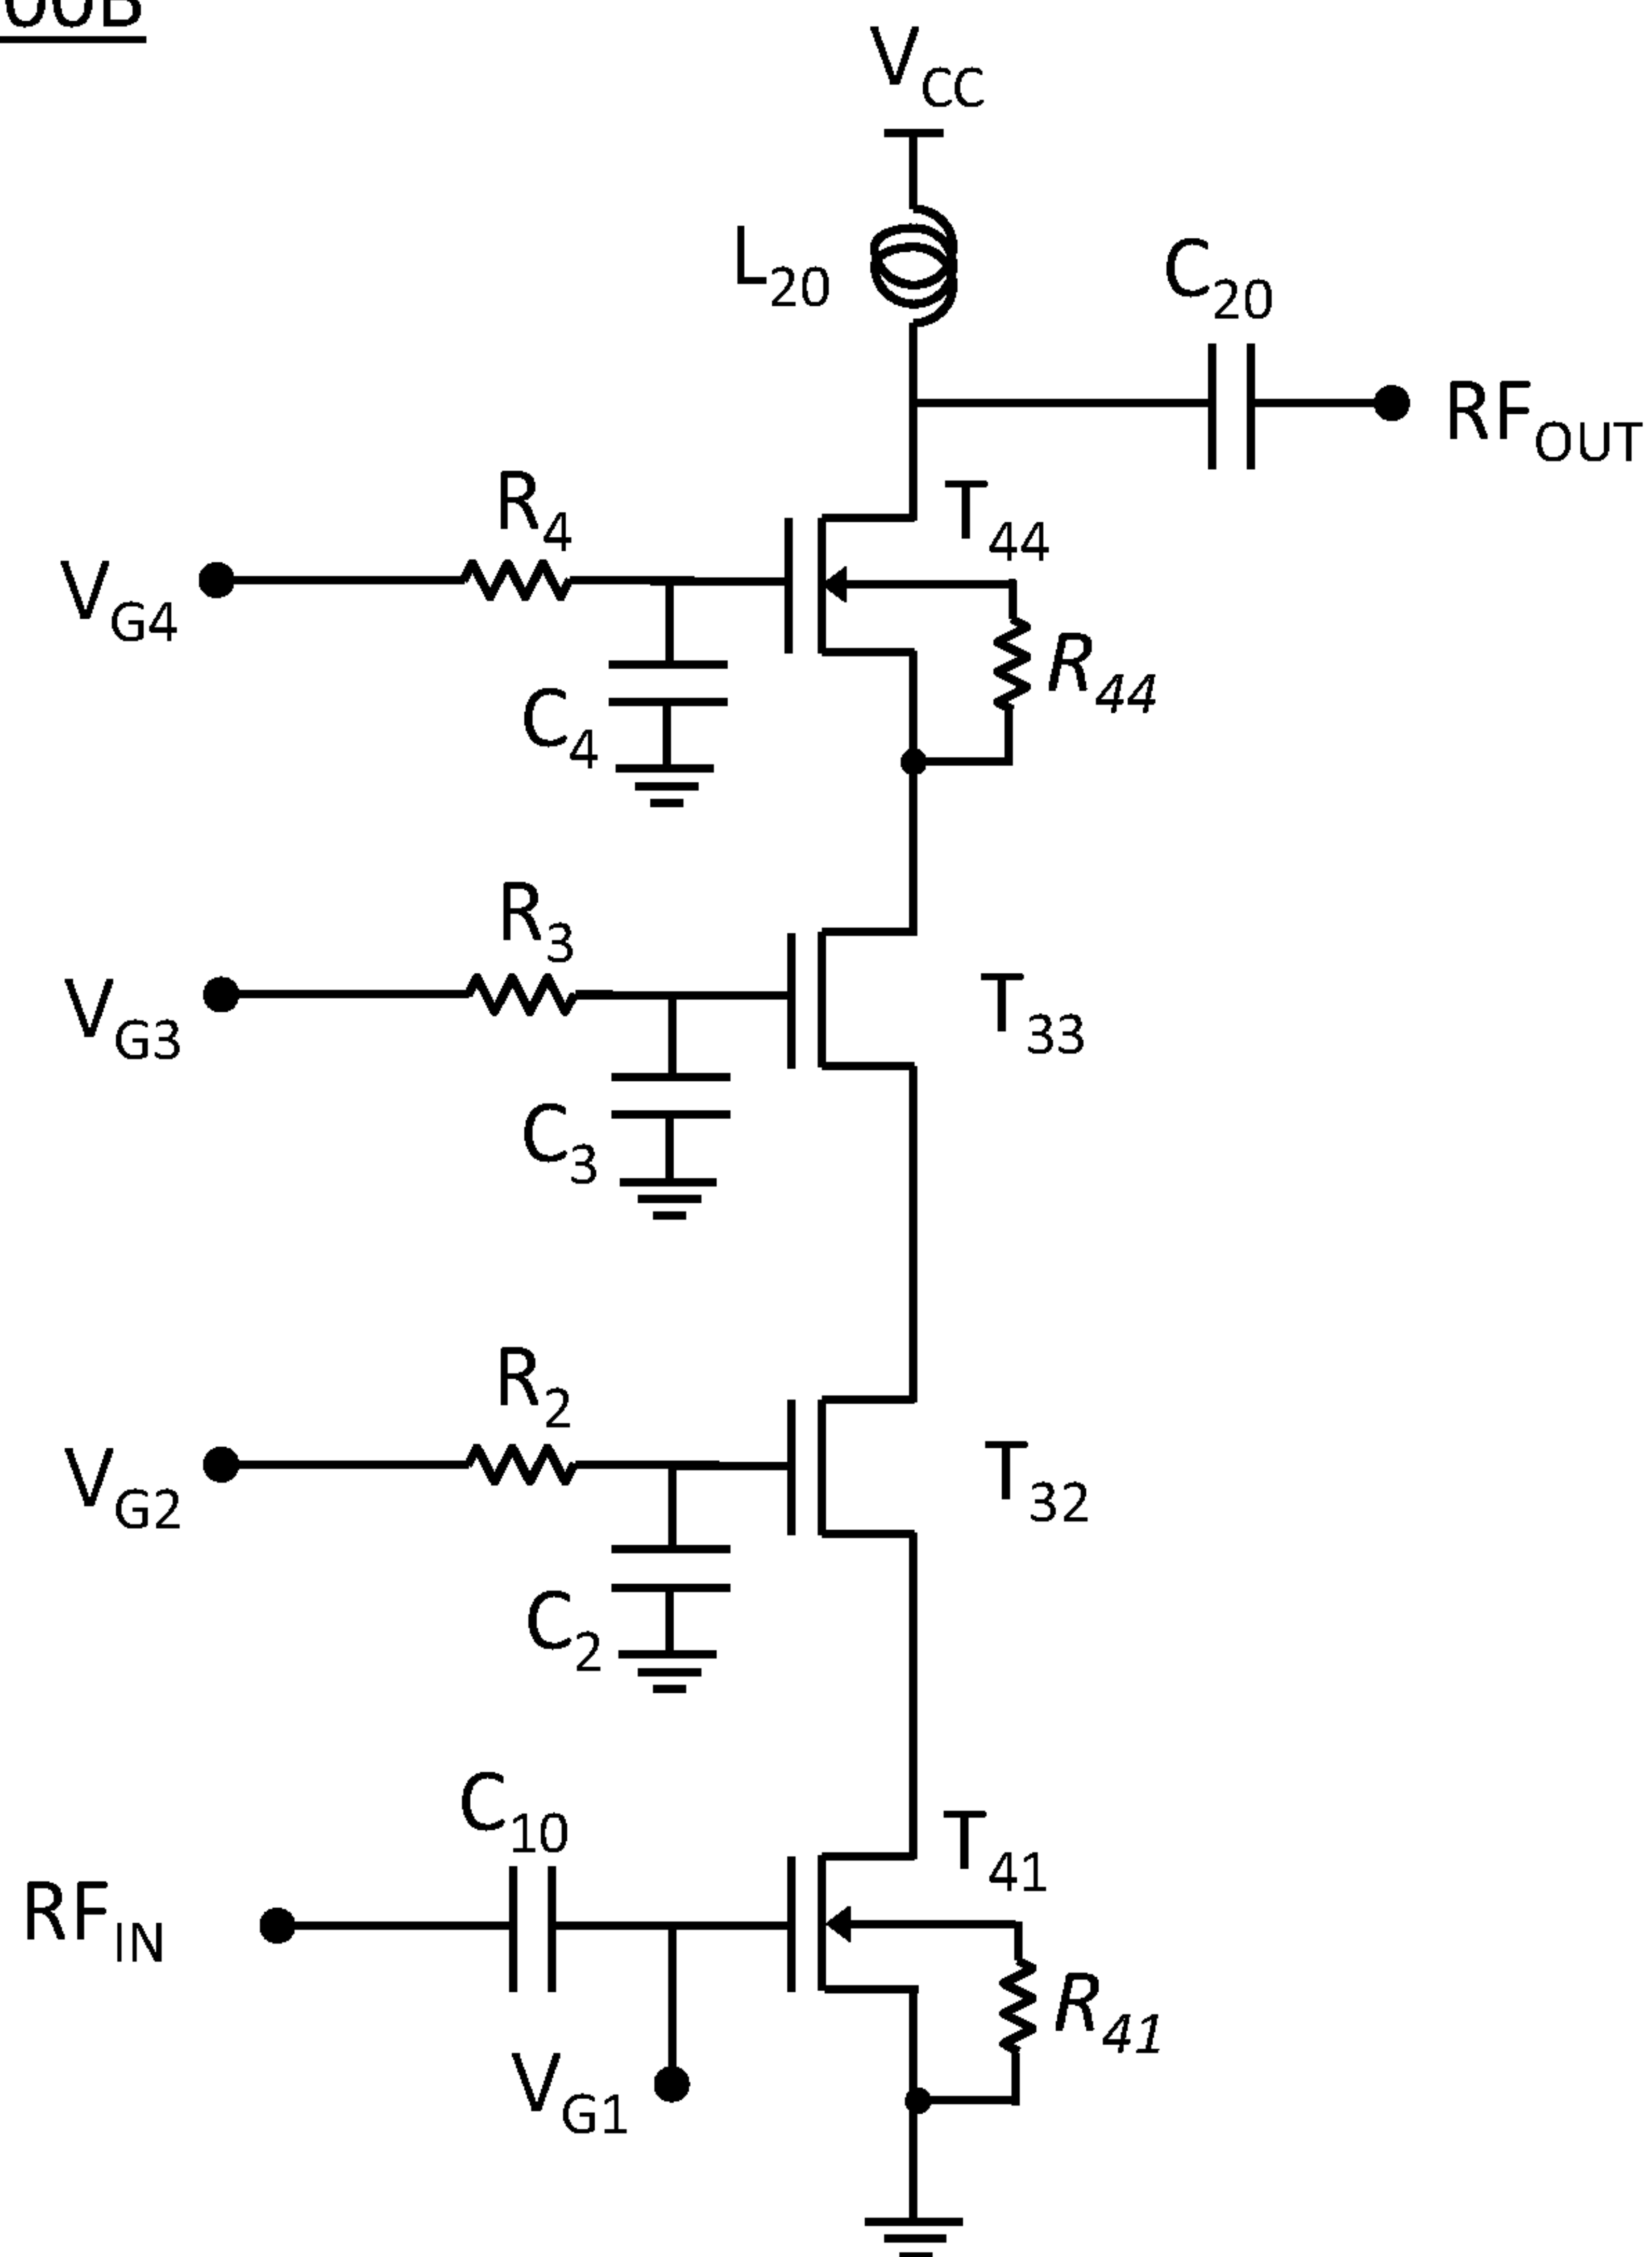 V_CC
L_20
C_20
RF_OUT
R_4
T_44
V_G4
R_44
C_4
R_3
V_G3
T_33
C_3
R_2
V_G2
T_32
C_2
C_10
T_41
RF_IN
R_41
V_G1